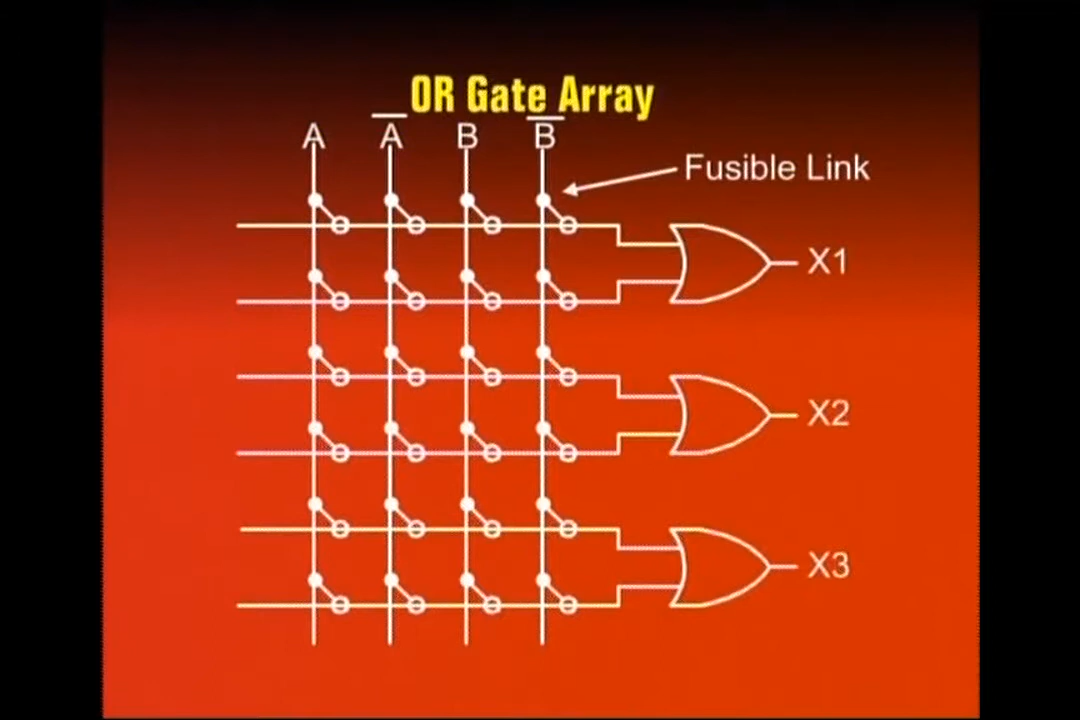 OR Gate Array
A A̅ B B̅
Fusible Link
X1
X2
X3